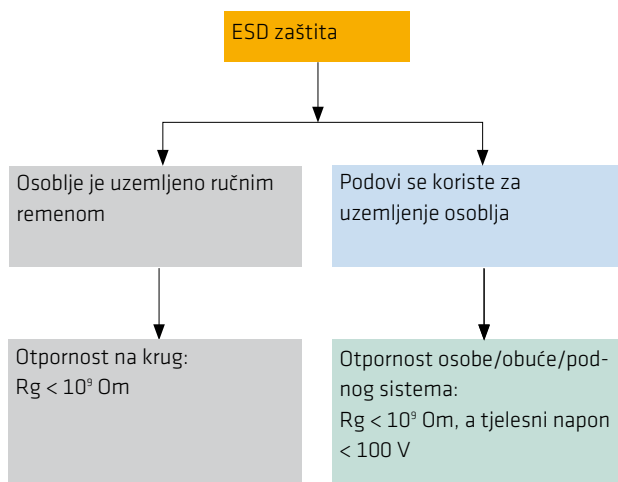 ESD zaštita
Osoblje je uzemljeno ručnim
remenom
Podovi se koriste za
uzemljenje osoblja
Otpornost na krug:
Rg < 10⁹ Om
Otpornost osobe/obuće/pod-
nog sistema:
Rg < 10⁹ Om, a tjelesni napon
< 100 V